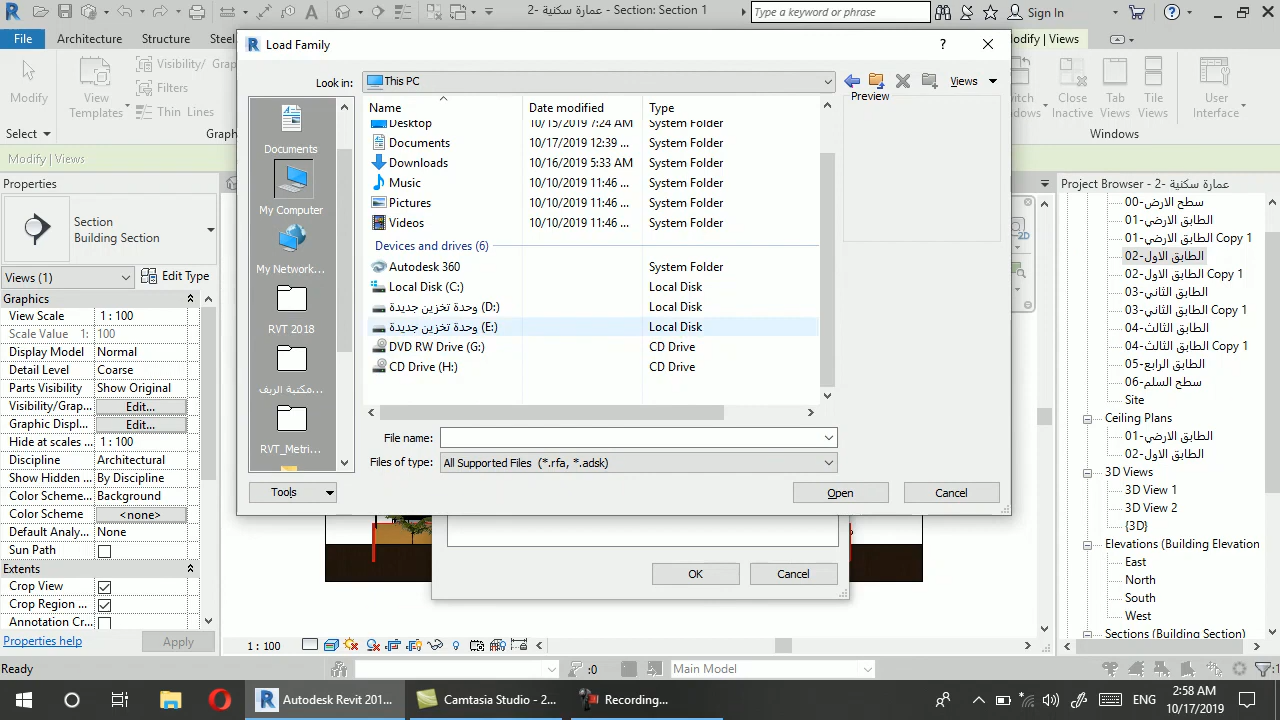 عمارة سكنية -2 - Section: Section 1
Type a keyword or phrase
Sign In
File
Architecture
Structure
Steel
Modify | Views
Modify
View
Templates
Visibility/ Gra
Filters
Thin Lines
Switch
Windows
Close
Inactive
Tab
Views
Tile
Views
User
Interface
Select
Graph
Windows
Modify | Views
Load Family
?
Look in:
This PC
Views
Name
Date modified
Type
Preview
Desktop
10/15/2019 7:24 AM
System Folder
Documents
10/17/2019 12:39 ...
System Folder
Downloads
10/16/2019 5:33 AM
System Folder
Music
10/10/2019 11:46 ...
System Folder
Pictures
10/10/2019 11:46 ...
System Folder
Videos
10/10/2019 11:46 ...
System Folder
Devices and drives (6)
Autodesk 360
System Folder
Local Disk (C:)
Local Disk
وحدة تخزين جديدة (D:)
Local Disk
وحدة تخزين جديدة (E:)
Local Disk
DVD RW Drive (G:)
CD Drive
CD Drive (H:)
CD Drive
Documents
My Computer
My Network...
RVT 2018
مكتبة الريف...
RVT_Metri...
File name:
Files of type:
All Supported Files (*.rfa, *.adsk)
Tools
Open
Cancel
OK
Cancel
Properties
Section
Building Section
Views (1)
Edit Type
Graphics
View Scale
1 : 100
Scale Value 1:
100
Display Model
Normal
Detail Level
Coarse
Parts Visibility
Show Original
Visibility/Grap...
Edit...
Graphic Displ...
Edit...
Hide at scales ...
1 : 100
Discipline
Architectural
Show Hidden ...
By Discipline
Color Scheme...
Background
Color Scheme
<none>
Default Analy...
None
Sun Path
Extents
Crop View
Crop Region ...
Annotation Cr...
Properties help
Apply
Project Browser - عمارة سكنية -2
00-سطح الارض
01-الطابق الارضي
01-الطابق الارضي Copy 1
02-الطابق الاول
02-الطابق الاول Copy 1
03-الطابق الثاني
03-الطابق الثاني Copy 1
04-الطابق الثالث
04-الطابق الثالث Copy 1
05-الطابق الرابع
06-سطح السلم
Site
Ceiling Plans
01-الطابق الارضي
02-الطابق الاول
3D Views
3D View 1
3D View 2
{3D}
Elevations (Building Elevation
East
North
South
West
Sections (Building Section)
1 : 100
Ready
:0
Main Model
:1
Autodesk Revit 201...
Camtasia Studio - 2...
Recording...
ENG
2:58 AM
10/17/2019